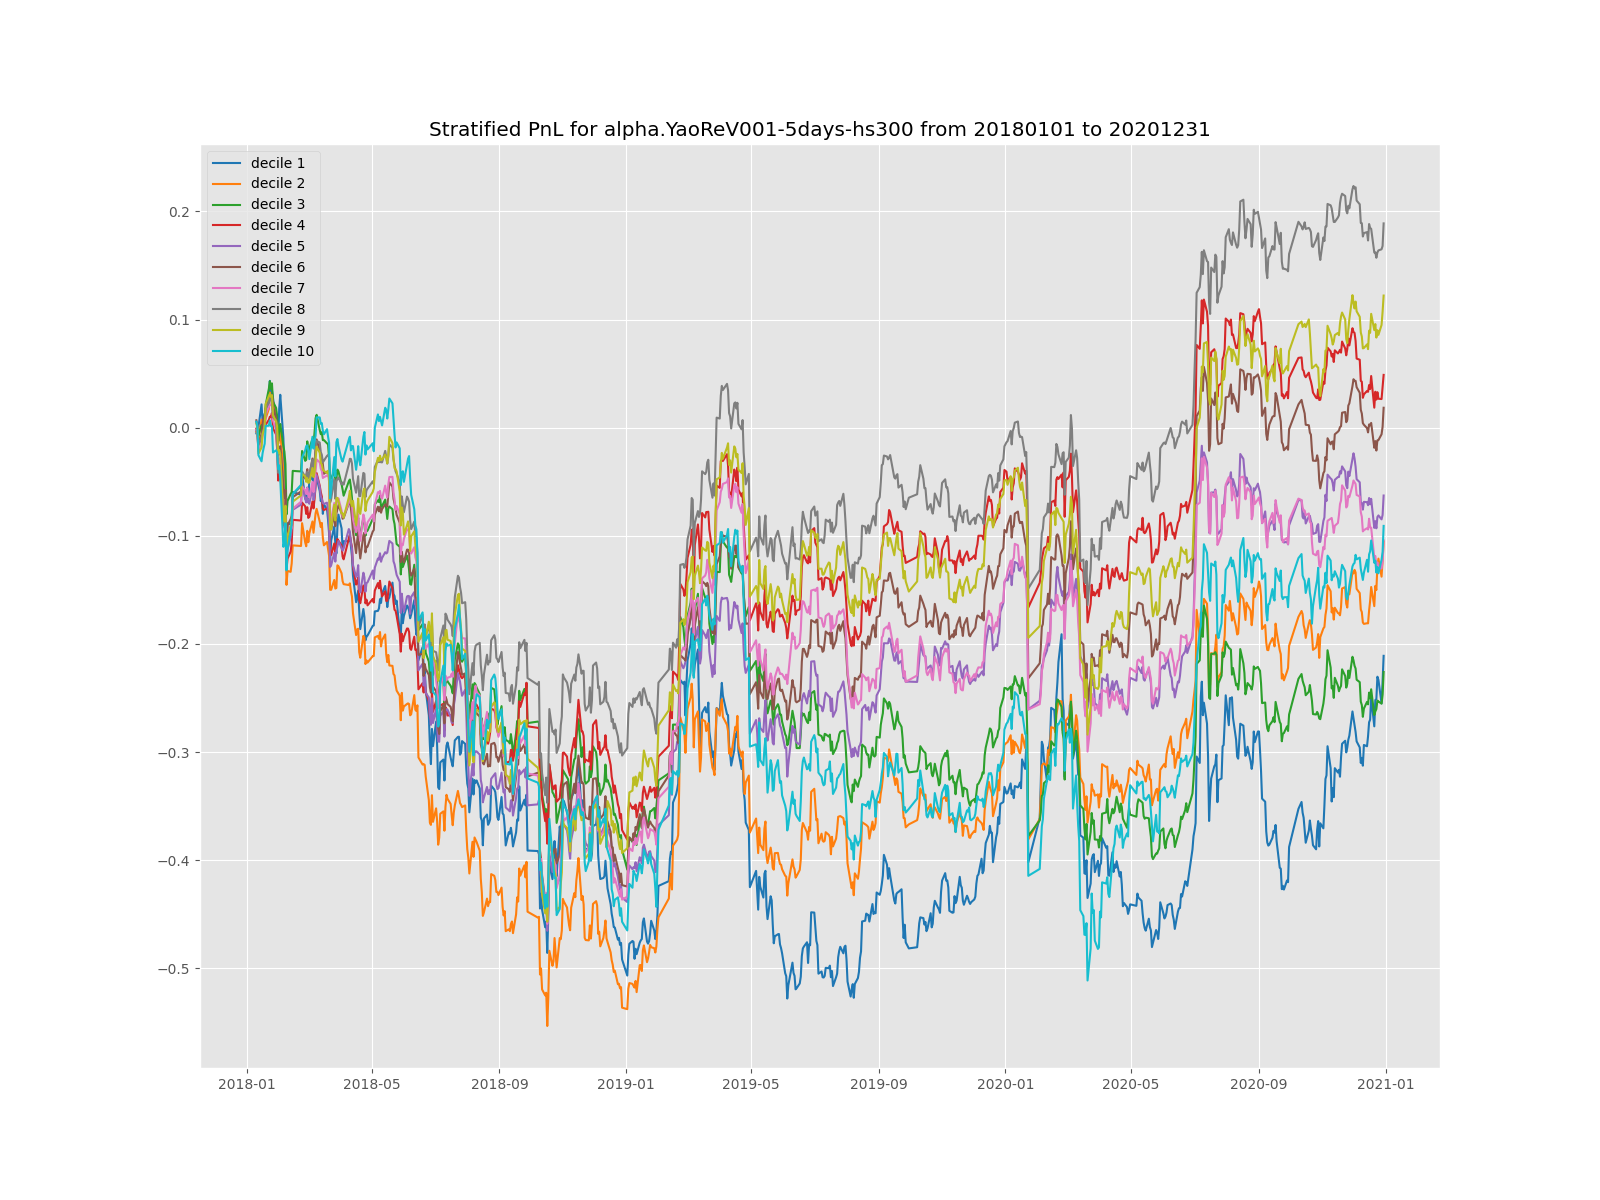 Stratified PnL for alpha.YaoReV001-5days-hs300 from 20180101 to 20201231
decile 1
decile 2
decile 3
decile 4
decile 5
decile 6
decile 7
decile 8
decile 9
decile 10
0.2
0.1
0.0
−0.1
−0.2
−0.3
−0.4
−0.5
2018-01 2018-05 2018-09 2019-01 2019-05 2019-09 2020-01 2020-05 2020-09 2021-01